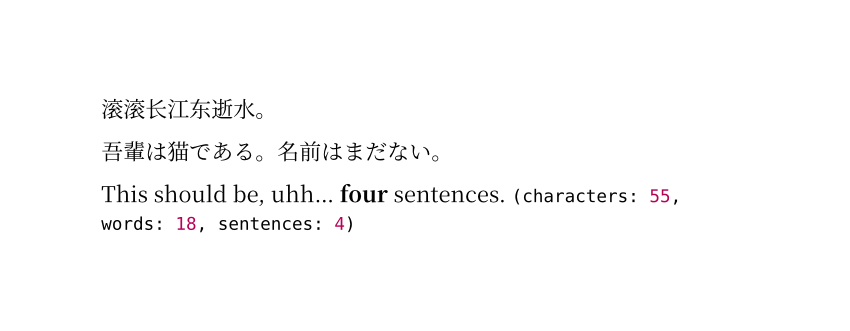 滚滚长江东逝水。
吾輩は猫である。名前はまだない。
This should be, uhh... four sentences. (characters: 55,
words: 18, sentences: 4)